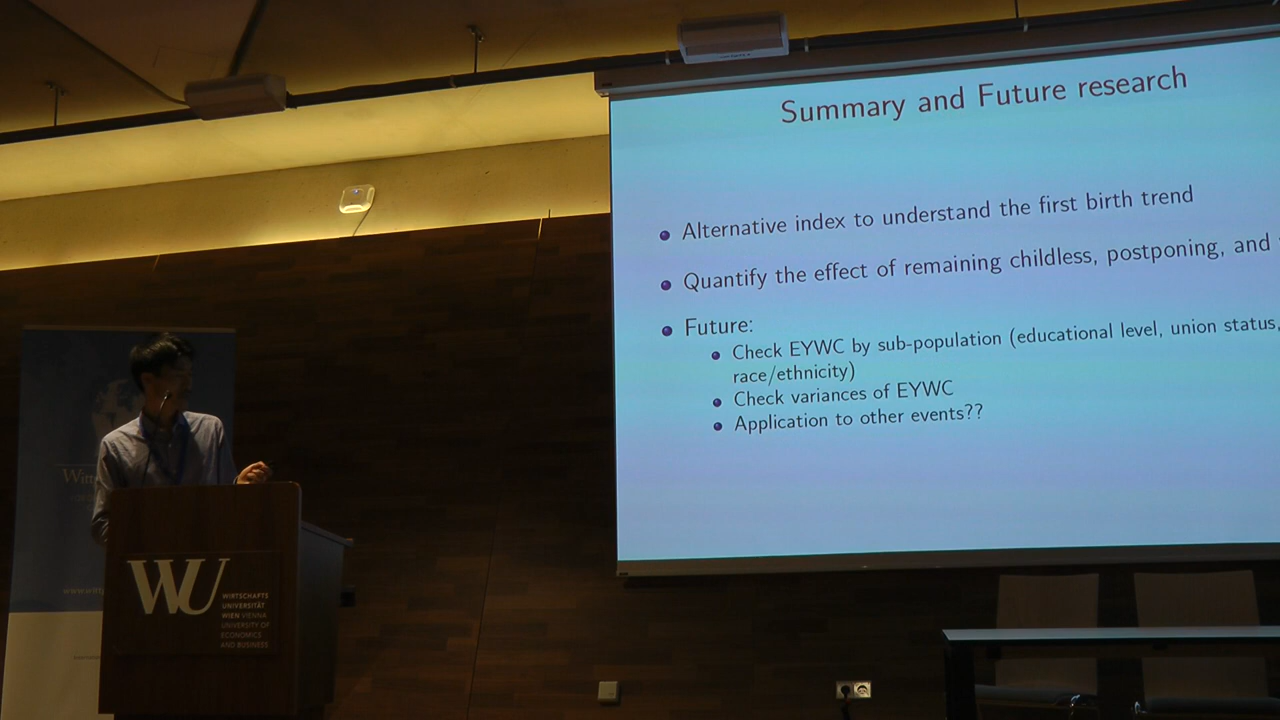 Summary and Future research
Alternative index to understand the first birth trend
Quantify the effect of remaining childless, postponing, and
Future:
Check EYWC by sub-population (educational level, union status,
race/ethnicity)
Check variances of EYWC
Application to other events??
Witt
WU
WIRTSCHAFTS
UNIVERSITÄT
WIEN VIENNA
UNIVERSITY OF
ECONOMICS
AND BUSINESS